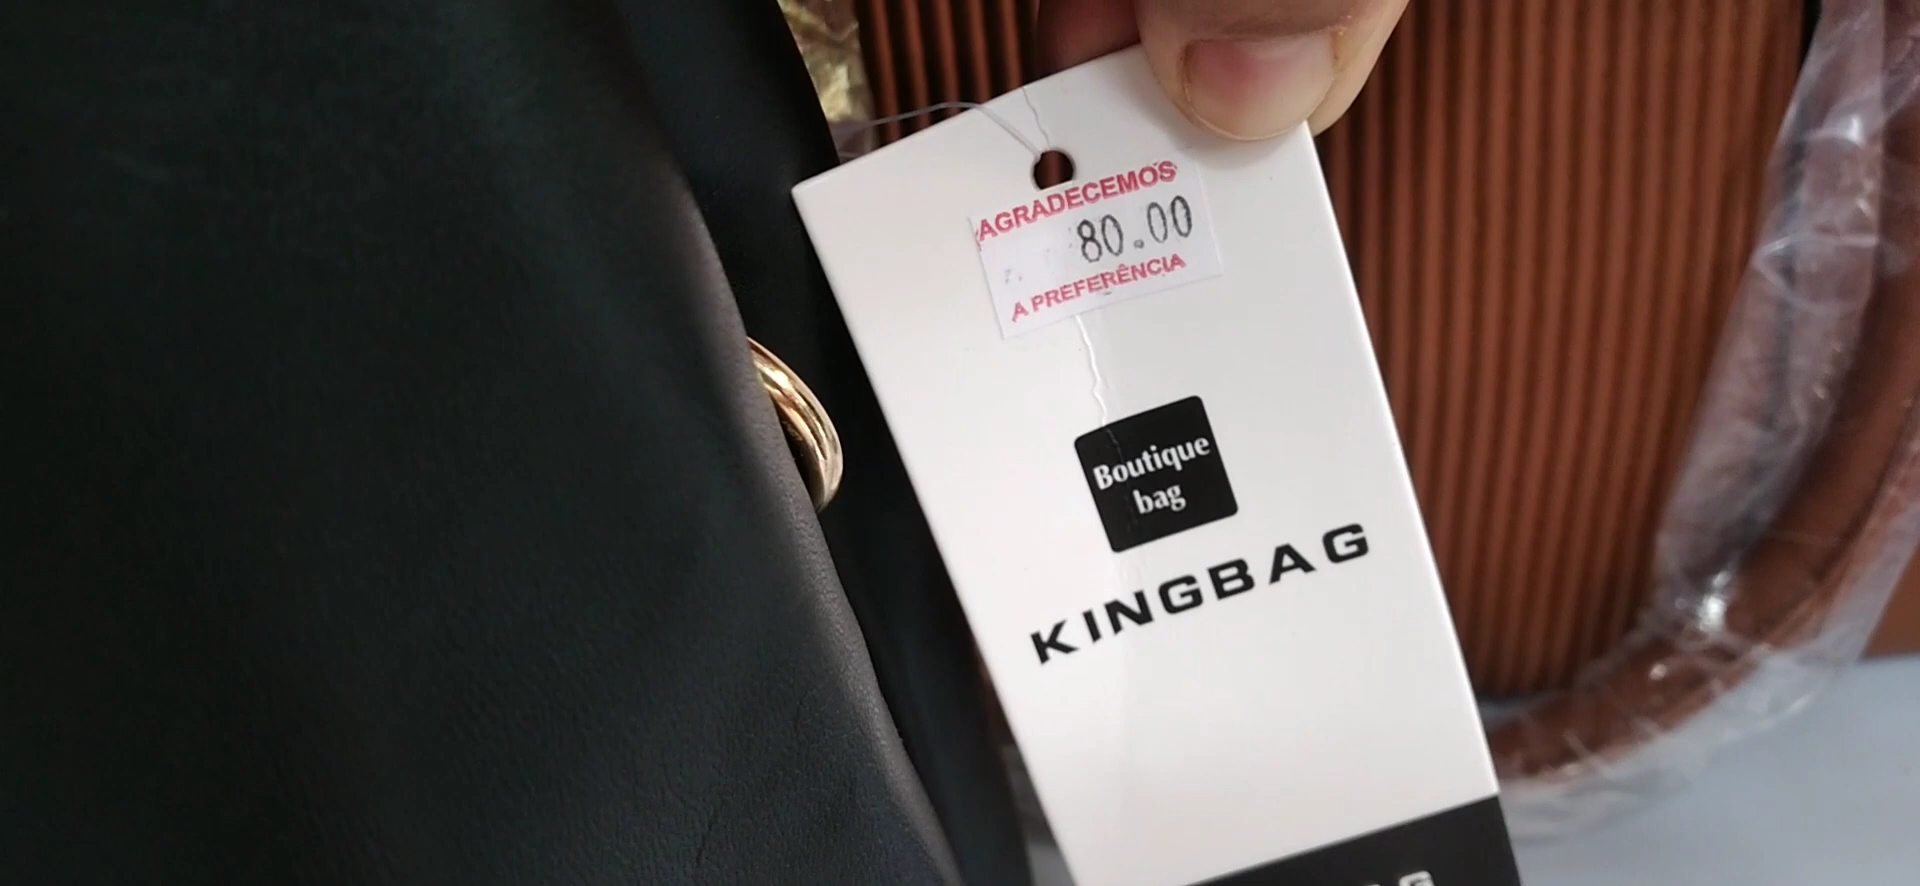 AGRADECEMOS
80.00
A PREFERÊNCIA
Boutique
bag
KINGBAG